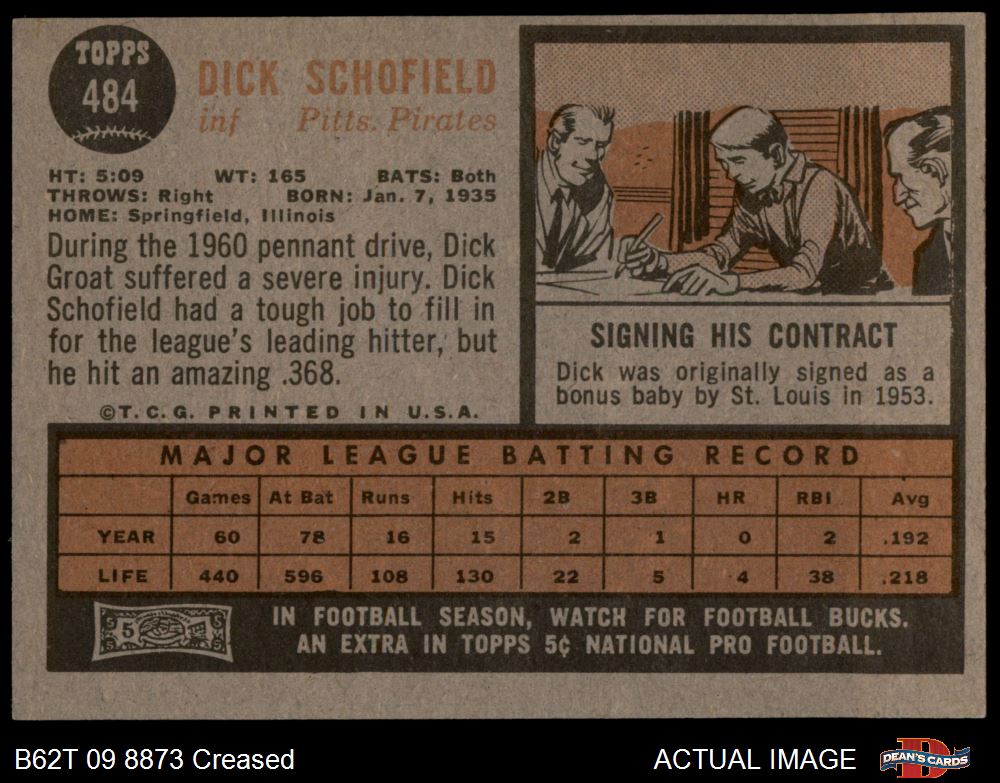 TOPPS
484
DICK SCHOFIELD
inf Pitts. Pirates
HT: 5:09 WT: 165 BATS: Both
THROWS: Right BORN: Jan. 7, 1935
HOME: Springfield, Illinois
During the 1960 pennant drive, Dick
Groat suffered a severe injury. Dick
Schofield had a tough job to fill in
for the league's leading hitter, but
he hit an amazing .368.
©T.C.G. PRINTED IN U.S.A.
SIGNING HIS CONTRACT
Dick was originally signed as a
bonus baby by St. Louis in 1953.
MAJOR LEAGUE BATTING RECORD
Games At Bat Runs Hits 2B 3B HR RBI Avg
YEAR 60 78 16 15 2 1 0 2 .192
LIFE 440 596 108 130 22 5 4 38 .218
5
IN FOOTBALL SEASON, WATCH FOR FOOTBALL BUCKS.
AN EXTRA IN TOPPS 5¢ NATIONAL PRO FOOTBALL.
B62T 09 8873 Creased
ACTUAL IMAGE
DEAN'S CARDS